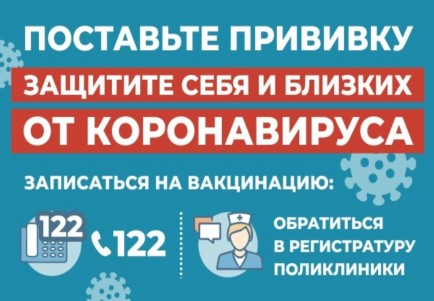 ПОСТАВЬТЕ ПРИВИВКУ
ЗАЩИТИТЕ СЕБЯ И БЛИЗКИХ
ОТ КОРОНАВИРУСА
ЗАПИСАТЬСЯ НА ВАКЦИНАЦИЮ:
122
122
ОБРАТИТЬСЯ
В РЕГИСТРАТУРУ
ПОЛИКЛИНИКИ